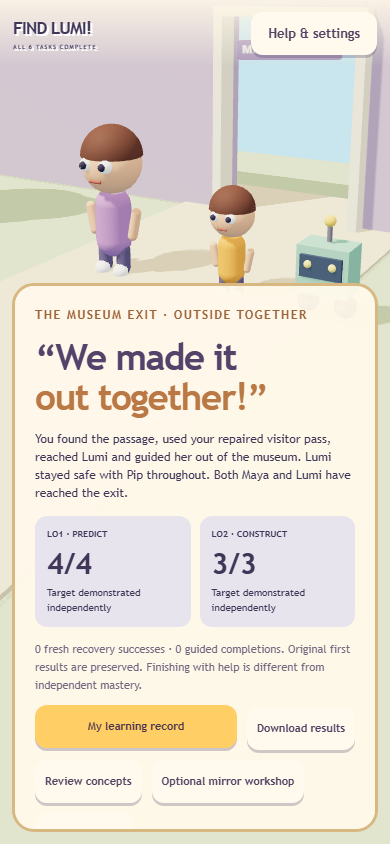 FIND LUMI!
ALL 6 TASKS COMPLETE
Help & settings
THE MUSEUM EXIT · OUTSIDE TOGETHER
“We made it
out together!”
You found the passage, used your repaired visitor pass,
reached Lumi and guided her out of the museum. Lumi
stayed safe with Pip throughout. Both Maya and Lumi have
reached the exit.
LO1 · PREDICT
4/4
Target demonstrated
independently
LO2 · CONSTRUCT
3/3
Target demonstrated
independently
0 fresh recovery successes · 0 guided completions. Original first
results are preserved. Finishing with help is different from
independent mastery.
My learning record
Download results
Review concepts
Optional mirror workshop